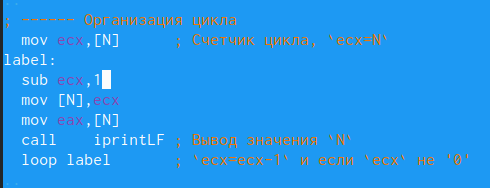 ; ------ Организация цикла
mov ecx,[N] ; Счетчик цикла, `ecx=N`
label:
sub ecx,1
mov [N],ecx
mov eax,[N]
call iprintLF ; Вывод значения `N`
loop label ; `ecx=ecx-1` и если `ecx` не '0'